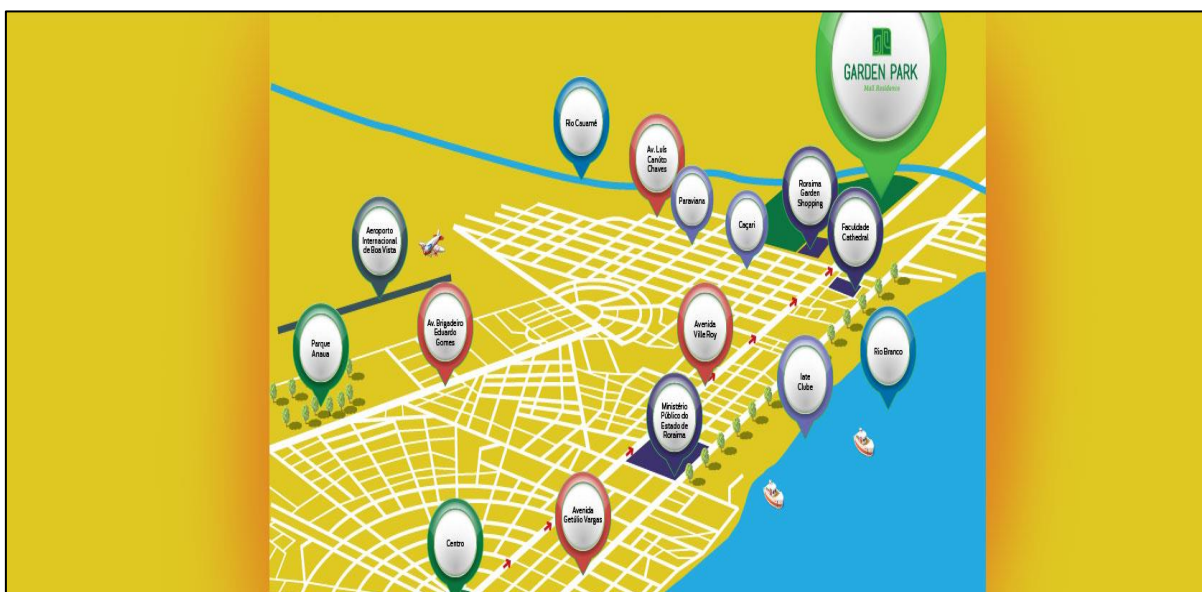 GARDEN PARK
Mall Residence
Rio Cauamé
Av. Luís
Canúto
Chaves
Paraviana
Caçari
Roraima
Garden
Shopping
Faculdade
Cathedral
Aeroporto
Internacional
de Boa Vista
Parque
Anaua
Av. Brigadeiro
Eduardo
Gomes
Avenida
Ville Roy
Iate
Clube
Rio Branco
Ministério
Público do
Estado de
Roraima
Avenida
Getúlio Vargas
Centro